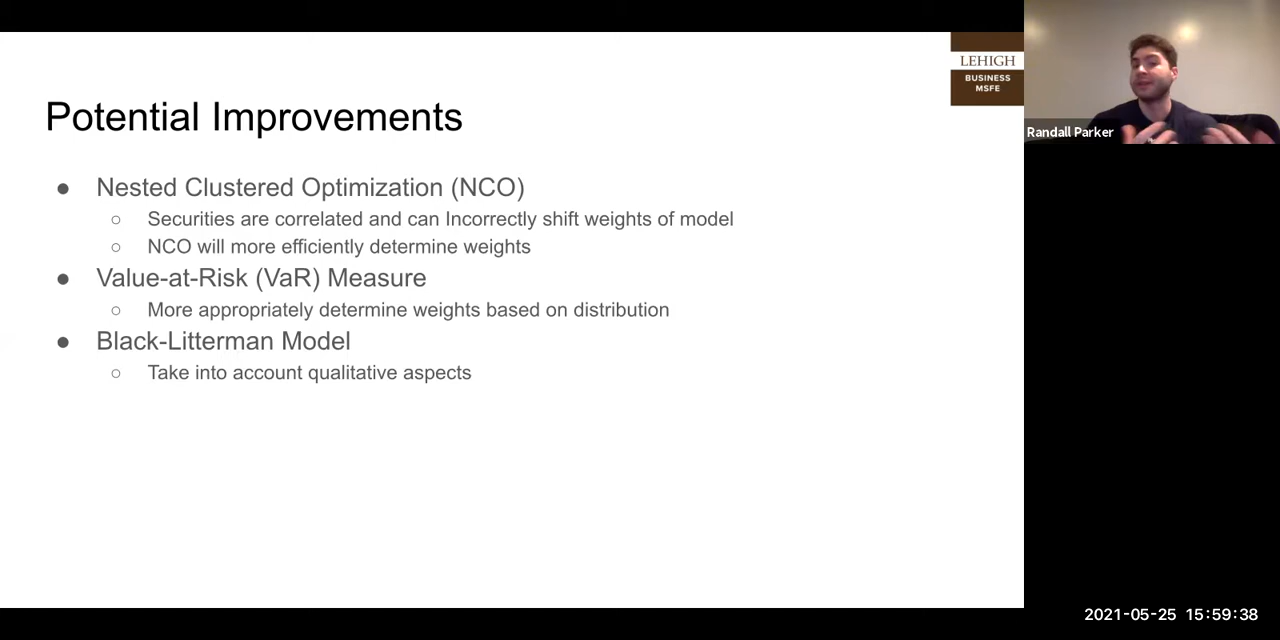 LEHIGH
BUSINESS
MSFE
Potential Improvements
● Nested Clustered Optimization (NCO)
○ Securities are correlated and can Incorrectly shift weights of model
○ NCO will more efficiently determine weights
● Value-at-Risk (VaR) Measure
○ More appropriately determine weights based on distribution
● Black-Litterman Model
○ Take into account qualitative aspects
Randall Parker
2021-05-25 15:59:38